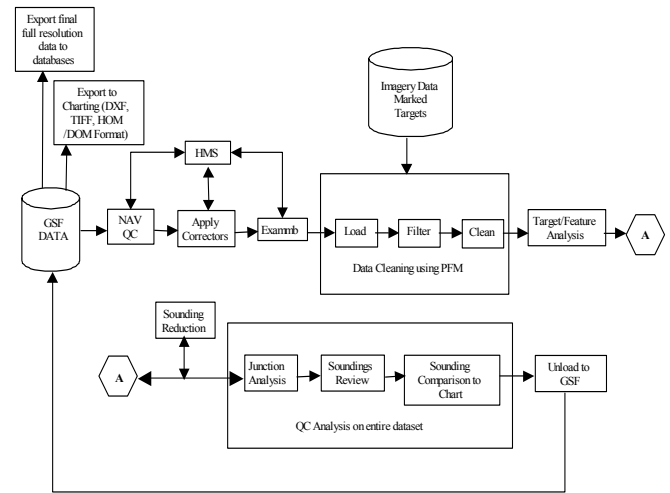 Export final
full resolution
data to
databases
Export to
Charting (DXF,
TIFF, HOM
/DOM Format)
Imagery Data
Marked
Targets
HMS
GSF
DATA
NAV
QC
Apply
Correctors
Exammb
Load
Filter
Clean
Data Cleaning using PFM
Target/Feature
Analysis
A
Sounding
Reduction
A
Junction
Analysis
Soundings
Review
Sounding
Comparison to
Chart
QC Analysis on entire dataset
Unload to
GSF